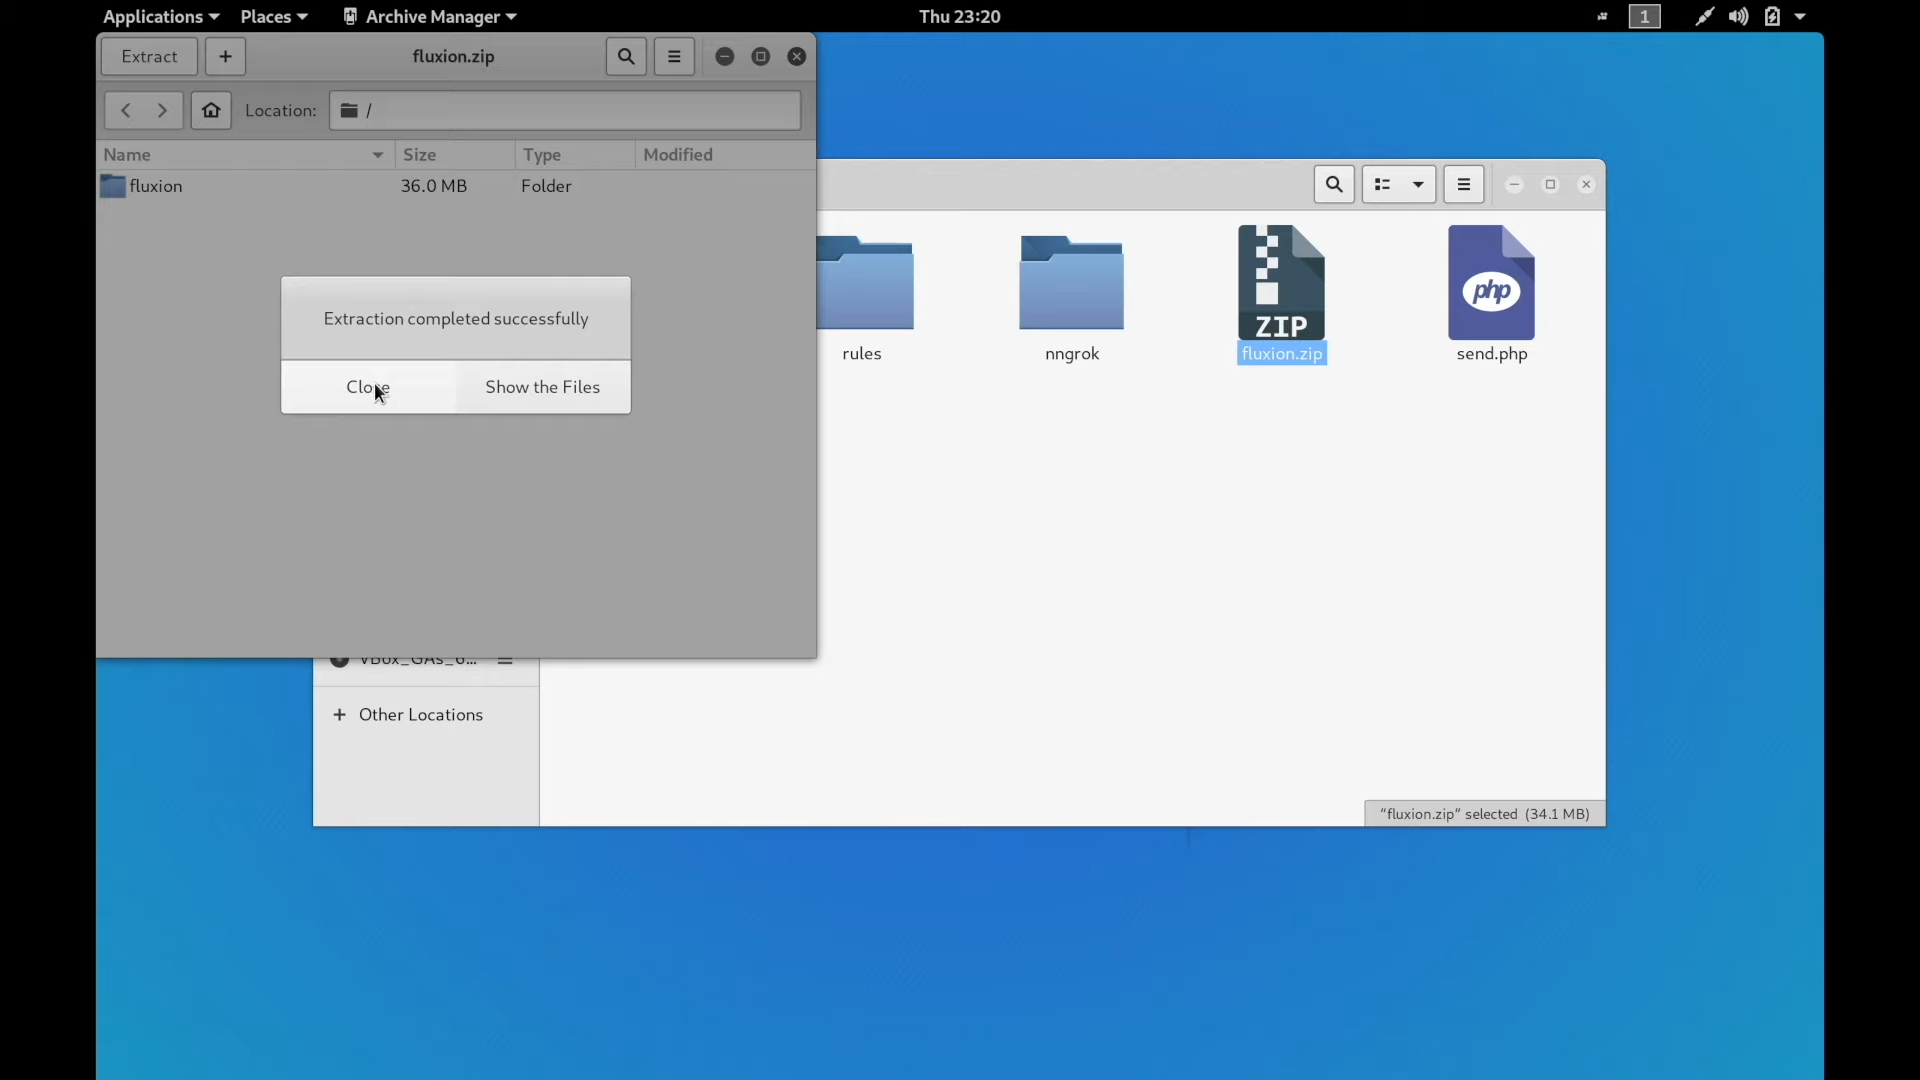 Applications Places Archive Manager Thu 23:20 1
Extract + fluxion.zip
Location: /
Name Size Type Modified
fluxion 36.0 MB Folder
Extraction completed successfully
Close Show the Files
rules nngrok fluxion.zip send.php
ZIP
php
VBox_GAs_6...
+ Other Locations
"fluxion.zip" selected (34.1 MB)